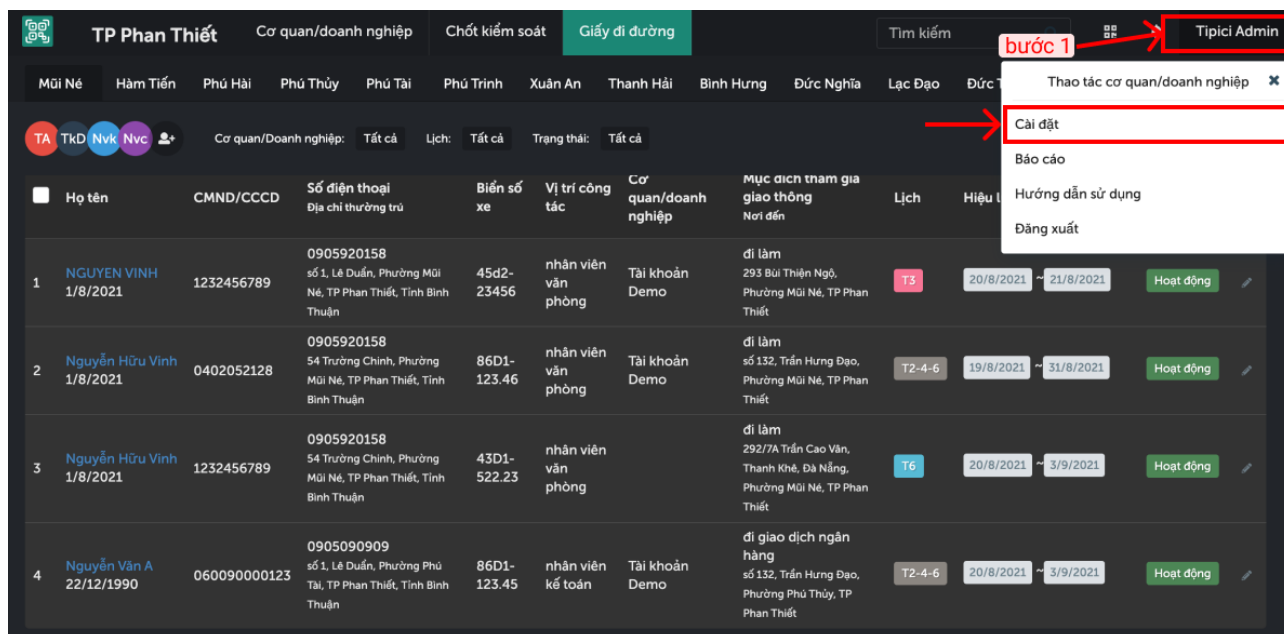 TP Phan Thiết Cơ quan/doanh nghiệp Chốt kiểm soát Giấy đi đường Tìm kiếm Tipici Admin
bước 1
Mũi Né Hàm Tiến Phú Hài Phú Thủy Phú Tài Phú Trinh Xuân An Thanh Hải Bình Hưng Đức Nghĩa Lạc Đạo Đức
Thao tác cơ quan/doanh nghiệp
Cài đặt
Báo cáo
Hướng dẫn sử dụng
Đăng xuất
TA TkD Nvk Nvc Cơ quan/Doanh nghiệp: Tất cả Lịch: Tất cả Trạng thái: Tất cả
Họ tên
CMND/CCCD
Số điện thoại
Địa chỉ thường trú
Biển số
xe
Vị trí công
tác
Cơ
quan/doanh
nghiệp
Mục đích tham gia
giao thông
Nơi đến
Lịch
Hiệu
1
NGUYEN VINH
1/8/2021
1232456789
0905920158
số 1, Lê Duẩn, Phường Mũi
Né, TP Phan Thiết, Tỉnh Bình
Thuận
45d2-
23456
nhân viên
văn
phòng
Tài khoản
Demo
đi làm
293 Bùi Thiện Ngộ,
Phường Mũi Né, TP Phan
Thiết
T3
20/8/2021 ~ 21/8/2021
Hoạt động
2
Nguyễn Hữu Vinh
1/8/2021
0402052128
0905920158
54 Trường Chinh, Phường
Mũi Né, TP Phan Thiết, Tỉnh
Bình Thuận
86D1-
123.46
nhân viên
văn
phòng
Tài khoản
Demo
đi làm
số 132, Trần Hưng Đạo,
Phường Mũi Né, TP Phan
Thiết
T2-4-6
19/8/2021 ~ 31/8/2021
Hoạt động
3
Nguyễn Hữu Vinh
1/8/2021
1232456789
0905920158
54 Trường Chinh, Phường
Mũi Né, TP Phan Thiết, Tỉnh
Bình Thuận
43D1-
522.23
nhân viên
văn
phòng
đi làm
292/7A Trần Cao Vân,
Thanh Khê, Đà Nẵng,
Phường Mũi Né, TP Phan
Thiết
T6
20/8/2021 ~ 3/9/2021
Hoạt động
4
Nguyễn Văn A
22/12/1990
060090000123
0905090909
số 1, Lê Duẩn, Phường Phú
Tài, TP Phan Thiết, Tỉnh Bình
Thuận
86D1-
123.45
nhân viên
kế toán
Tài khoản
Demo
đi giao dịch ngân
hàng
số 132, Trần Hưng Đạo,
Phường Phú Thủy, TP
Phan Thiết
T2-4-6
20/8/2021 ~ 3/9/2021
Hoạt động